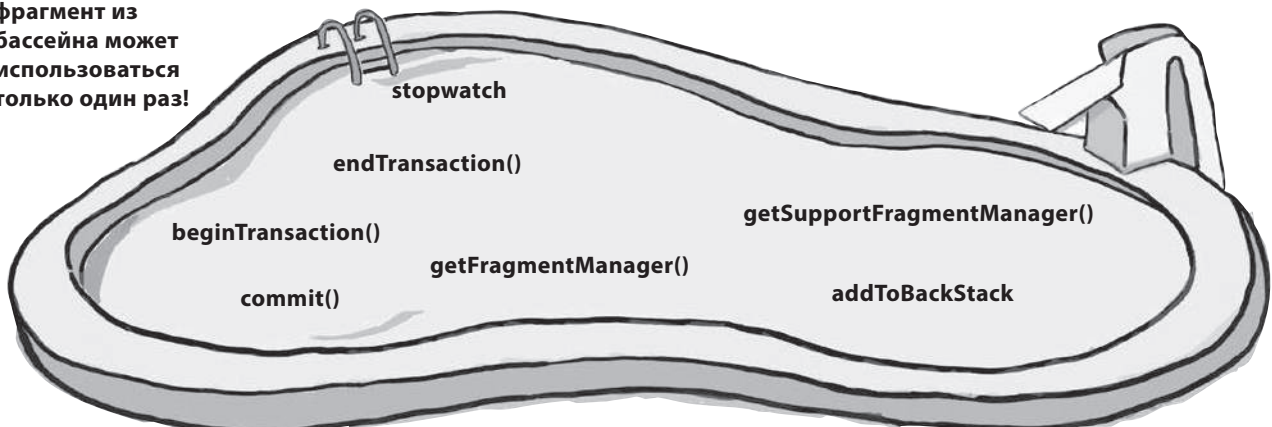 фрагмент из
бассейна может
использоваться
только один раз!
stopwatch
endTransaction()
getSupportFragmentManager()
beginTransaction()
getFragmentManager()
addToBackStack
commit()